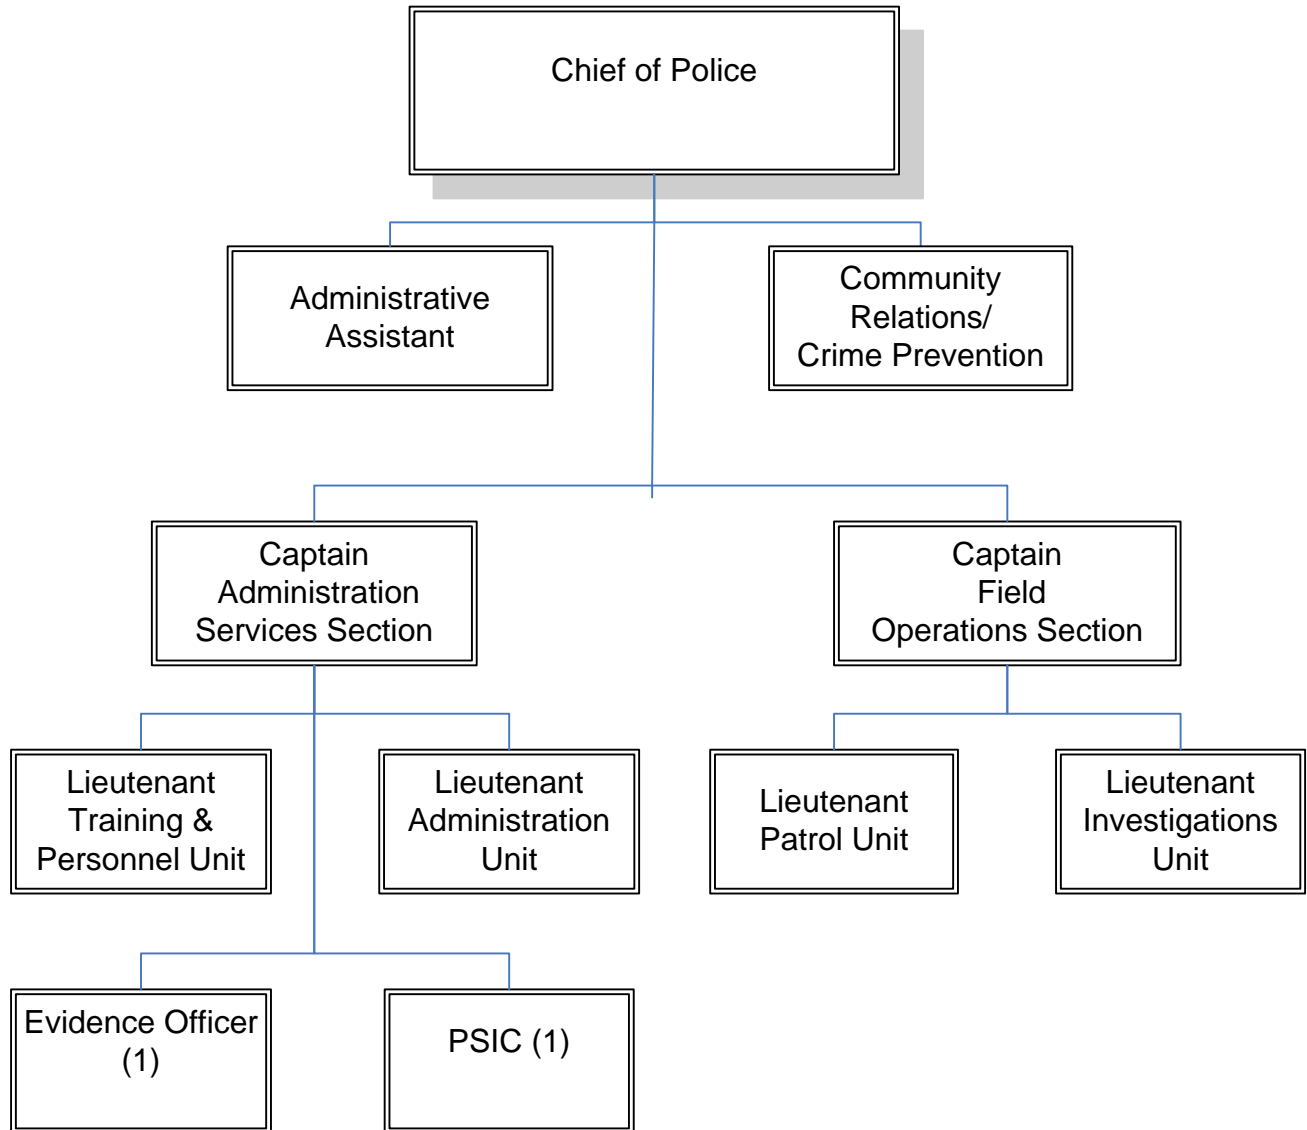 Chief of Police
Administrative
Assistant
Community
Relations/
Crime Prevention
Captain
Administration
Services Section
Captain
Field
Operations Section
Lieutenant
Training &
Personnel Unit
Lieutenant
Administration
Unit
Lieutenant
Patrol Unit
Lieutenant
Investigations
Unit
Evidence Officer
(1)
PSIC (1)